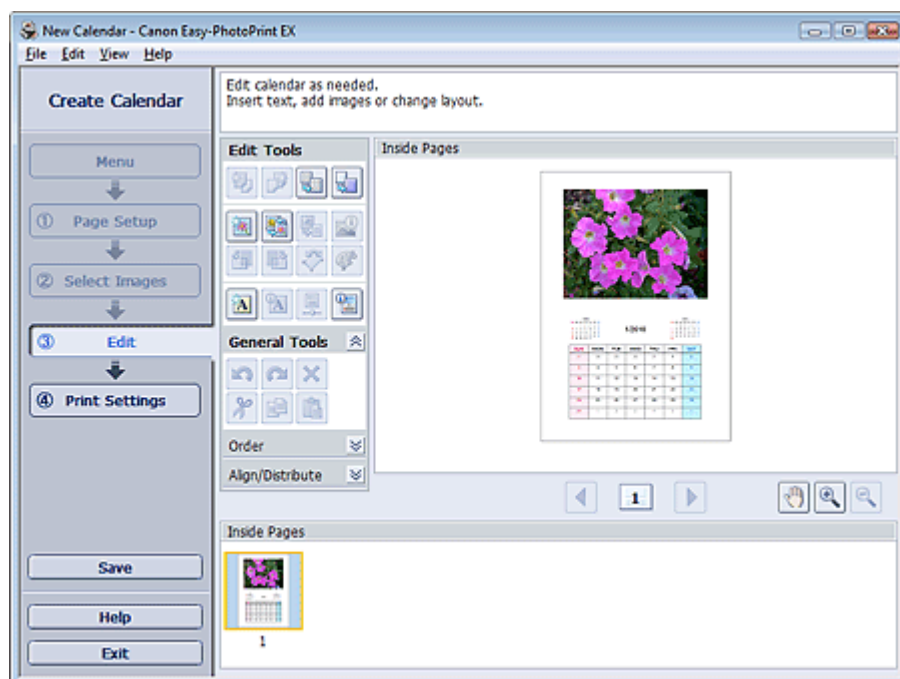 New Calendar - Canon Easy-PhotoPrint EX
File Edit View Help
Create Calendar
Edit calendar as needed.
Insert text, add images or change layout.
Menu
① Page Setup
② Select Images
③ Edit
④ Print Settings
Save
Help
Exit
Edit Tools
General Tools
Order
Align/Distribute
Inside Pages
1
Inside Pages
1